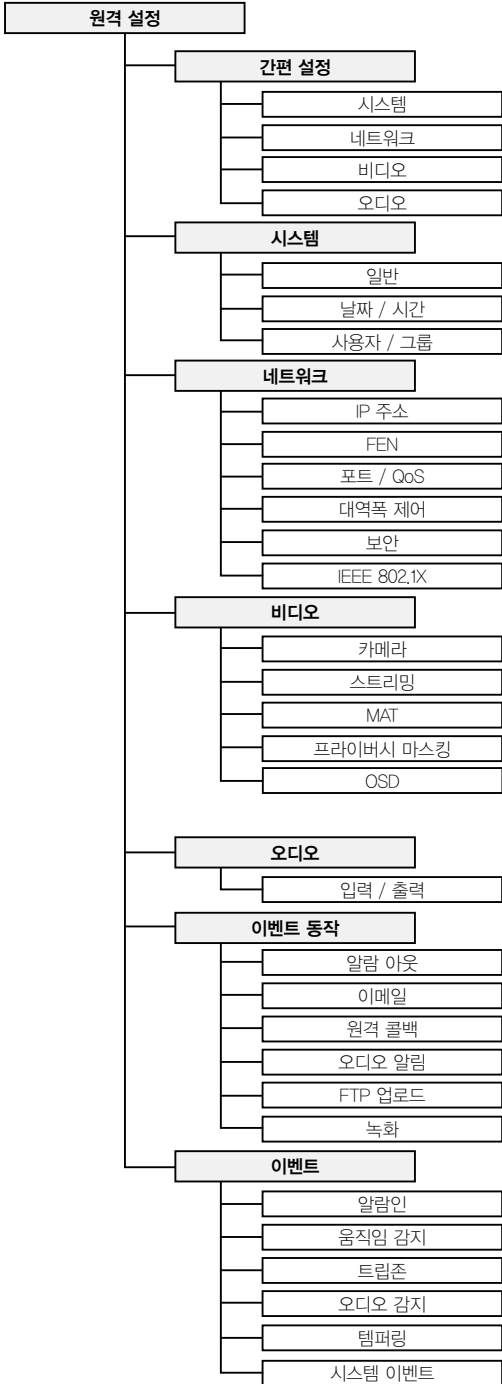 원격 설정
간편 설정
시스템
네트워크
비디오
오디오
시스템
일반
날짜 / 시간
사용자 / 그룹
네트워크
IP 주소
FEN
포트 / QoS
대역폭 제어
보안
IEEE 802.1X
비디오
카메라
스트리밍
MAT
프라이버시 마스킹
OSD
오디오
입력 / 출력
이벤트 동작
알람 아웃
이메일
원격 콜백
오디오 알림
FTP 업로드
녹화
이벤트
알람인
움직임 감지
트립존
오디오 감지
템퍼링
시스템 이벤트